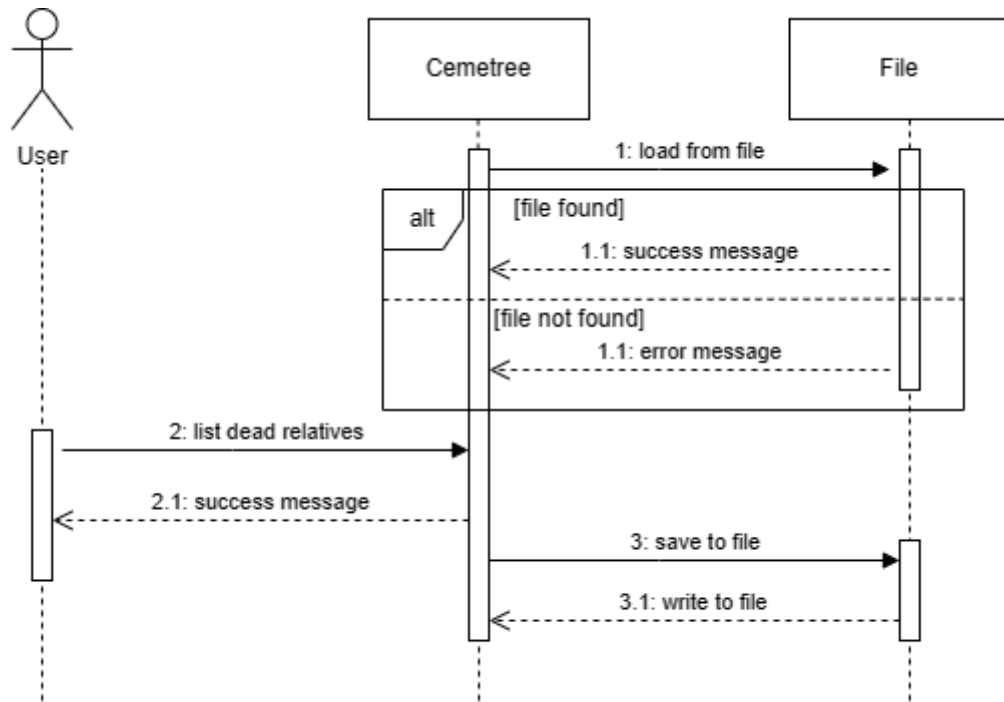 User
Cemetree
File
1: load from file
alt
[file found]
1.1: success message
[file not found]
1.1: error message
2: list dead relatives
2.1: success message
3: save to file
3.1: write to file